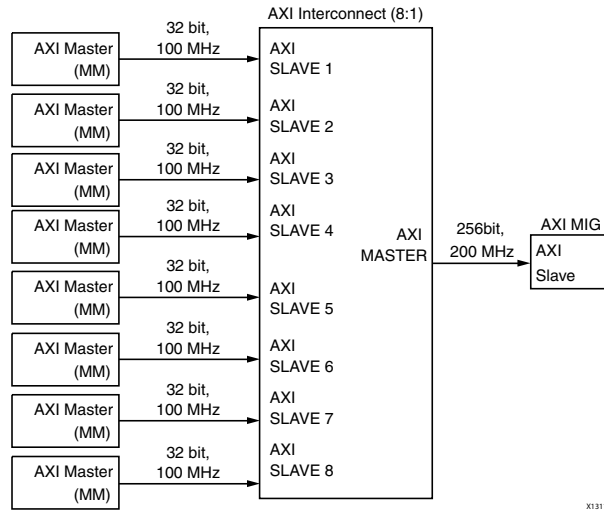 AXI Interconnect (8:1)
AXI Master
(MM)
32 bit,
100 MHz
AXI
SLAVE 1
AXI Master
(MM)
32 bit,
100 MHz
AXI
SLAVE 2
AXI Master
(MM)
32 bit,
100 MHz
AXI
SLAVE 3
AXI Master
(MM)
32 bit,
100 MHz
AXI
SLAVE 4
AXI Master
(MM)
32 bit,
100 MHz
AXI
SLAVE 5
AXI Master
(MM)
32 bit,
100 MHz
AXI
SLAVE 6
AXI Master
(MM)
32 bit,
100 MHz
AXI
SLAVE 7
AXI Master
(MM)
32 bit,
100 MHz
AXI
SLAVE 8
AXI
MASTER
256bit,
200 MHz
AXI MIG
AXI
Slave
X131